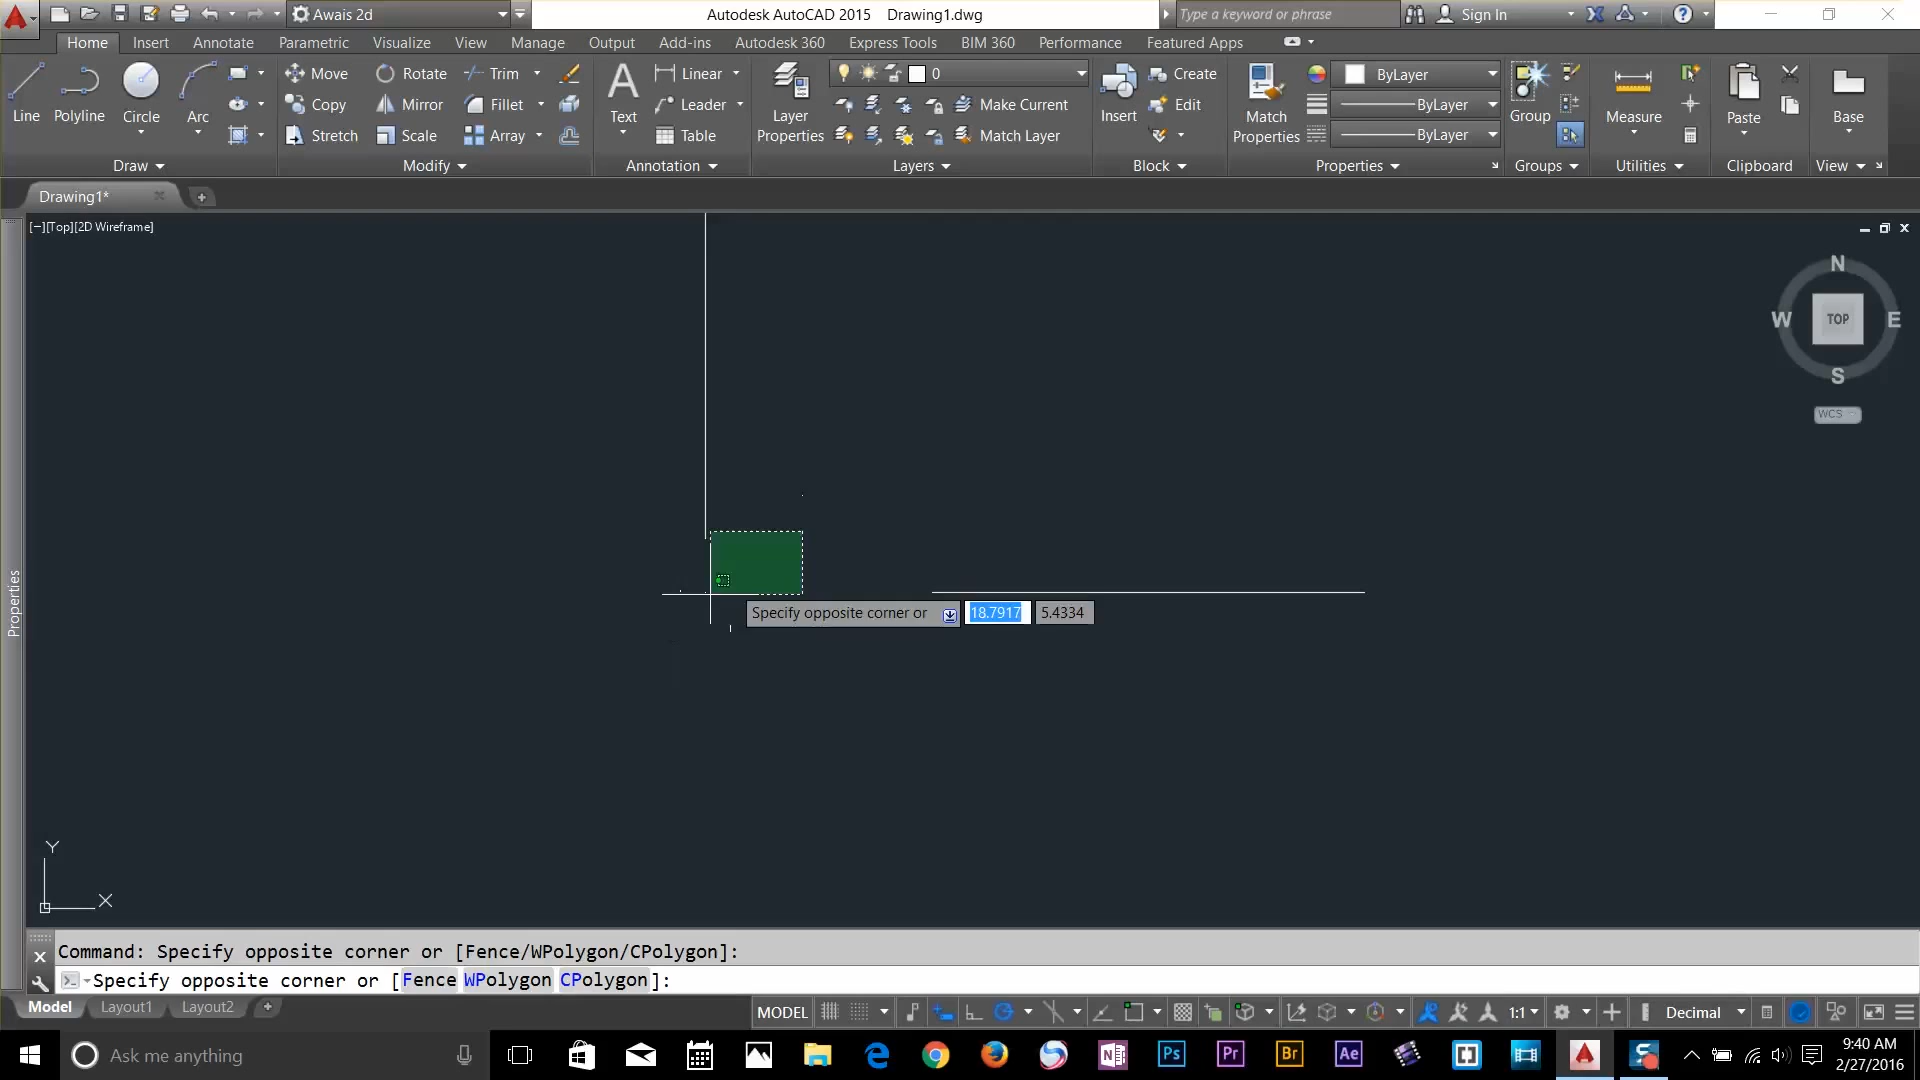 Awais 2d
Autodesk AutoCAD 2015 Drawing1.dwg
Type a keyword or phrase
Sign In
Home Insert Annotate Parametric Visualize View Manage Output Add-ins Autodesk 360 Express Tools BIM 360 Performance Featured Apps
Line Polyline Circle Arc
Draw
Move Rotate Trim
Copy Mirror Fillet
Stretch Scale Array
Modify
Text
Linear
Leader
Table
Annotation
Layer Properties
0
Make Current
Match Layer
Layers
Insert
Create
Edit
Block
Match Properties
ByLayer
ByLayer
ByLayer
Properties
Group
Groups
Measure
Utilities
Paste
Clipboard
Base
View
Drawing1*
[−][Top][2D Wireframe]
N
W TOP E
S
WCS
Specify opposite corner or 18.7917 5.4334
Properties
Y
X
Command: Specify opposite corner or [Fence/WPolygon/CPolygon]:
Specify opposite corner or [Fence WPolygon CPolygon]:
Model Layout1 Layout2
MODEL 1:1 Decimal
Ask me anything
N Ps Pr Br Ae
9:40 AM
2/27/2016